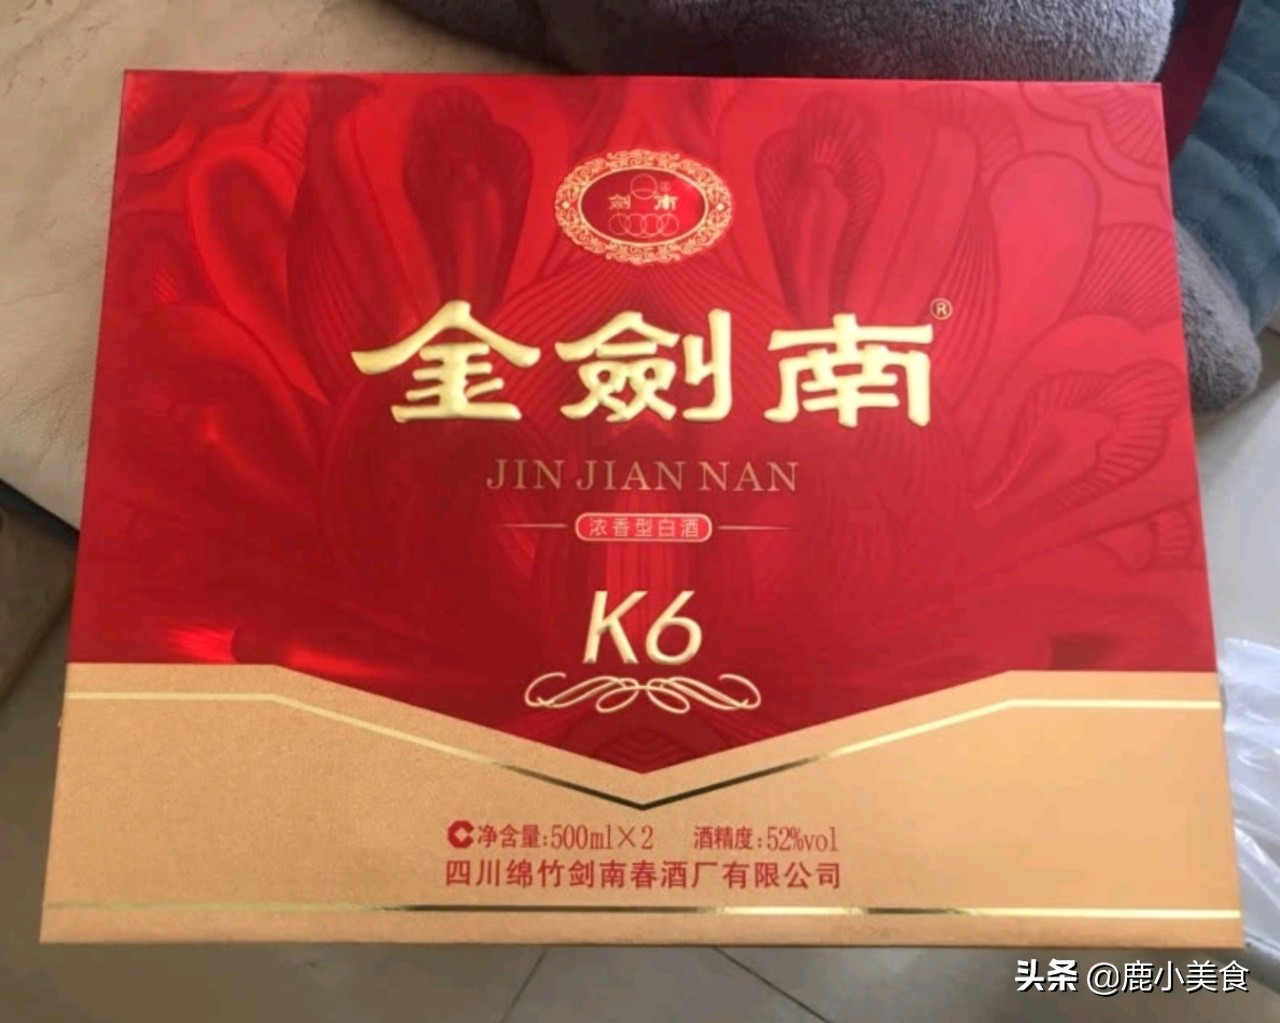 劍南
金劍南®
JIN JIAN NAN
浓香型白酒
K6
C净含量:500ml×2 酒精度:52%vol
四川绵竹剑南春酒厂有限公司
头条 @鹿小美食